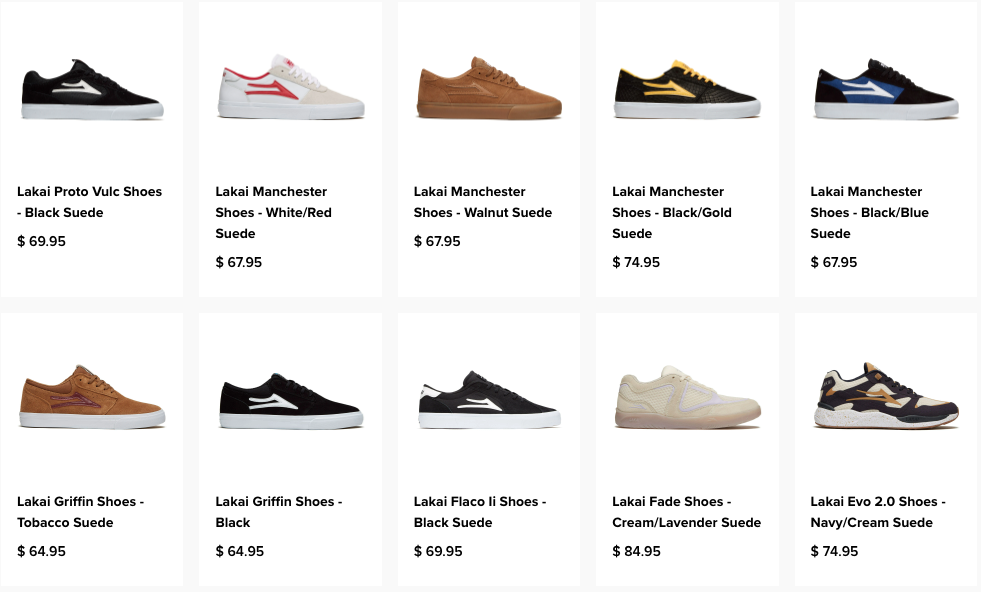 Lakai Proto Vulc Shoes
- Black Suede
$ 69.95
Lakai Manchester
Shoes - White/Red
Suede
$ 67.95
Lakai Manchester
Shoes - Walnut Suede
$ 67.95
Lakai Manchester
Shoes - Black/Gold
Suede
$ 74.95
Lakai Manchester
Shoes - Black/Blue
Suede
$ 67.95
Lakai Griffin Shoes -
Tobacco Suede
$ 64.95
Lakai Griffin Shoes -
Black
$ 64.95
Lakai Flaco Ii Shoes -
Black Suede
$ 69.95
Lakai Fade Shoes -
Cream/Lavender Suede
$ 84.95
Lakai Evo 2.0 Shoes -
Navy/Cream Suede
$ 74.95